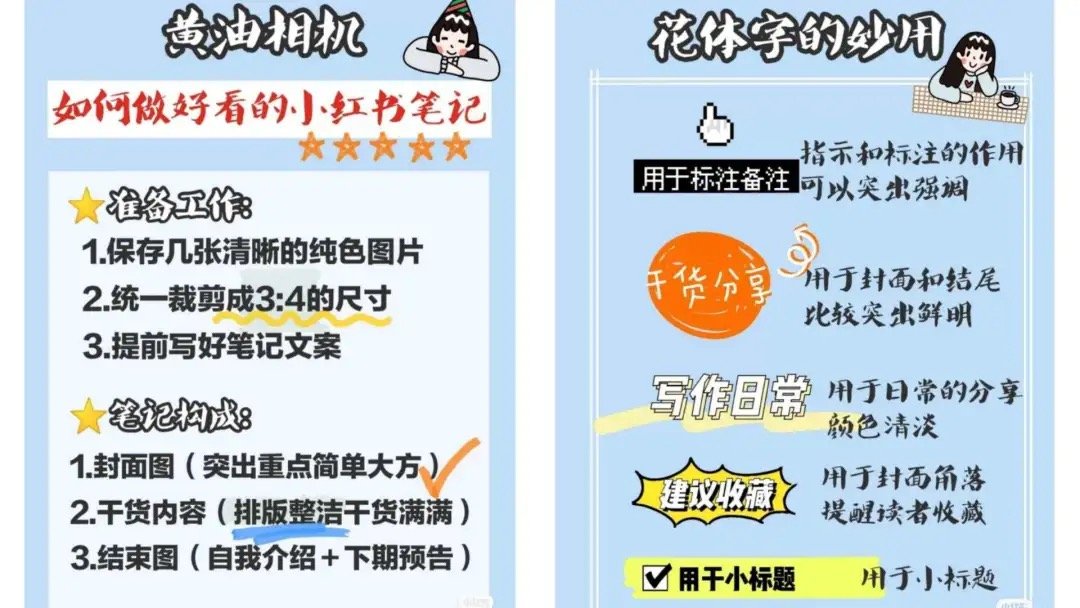 黄油相机
如何做好看的小红书笔记
准备工作:
1.保存几张清晰的纯色图片
2.统一裁剪成3:4的尺寸
3.提前写好笔记文案
笔记构成:
1.封面图（突出重点简单大方）
2.干货内容（排版整洁干货满满）
3.结束图（自我介绍+下期预告）
花体字的妙用
用于标注备注
指示和标注的作用
可以突出强调
干货分享
用于封面和结尾
比较突出鲜明
写作日常
用于日常的分享
颜色清淡
建议收藏
用于封面角落
提醒读者收藏
用于小标题
用于小标题